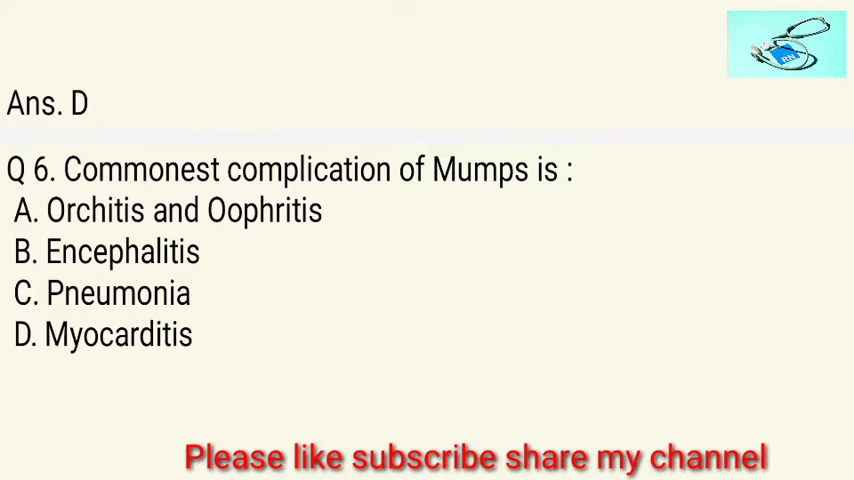 Ans. D
Q 6. Commonest complication of Mumps is :
A. Orchitis and Oophritis
B. Encephalitis
C. Pneumonia
D. Myocarditis
RN
Please like subscribe share my channel